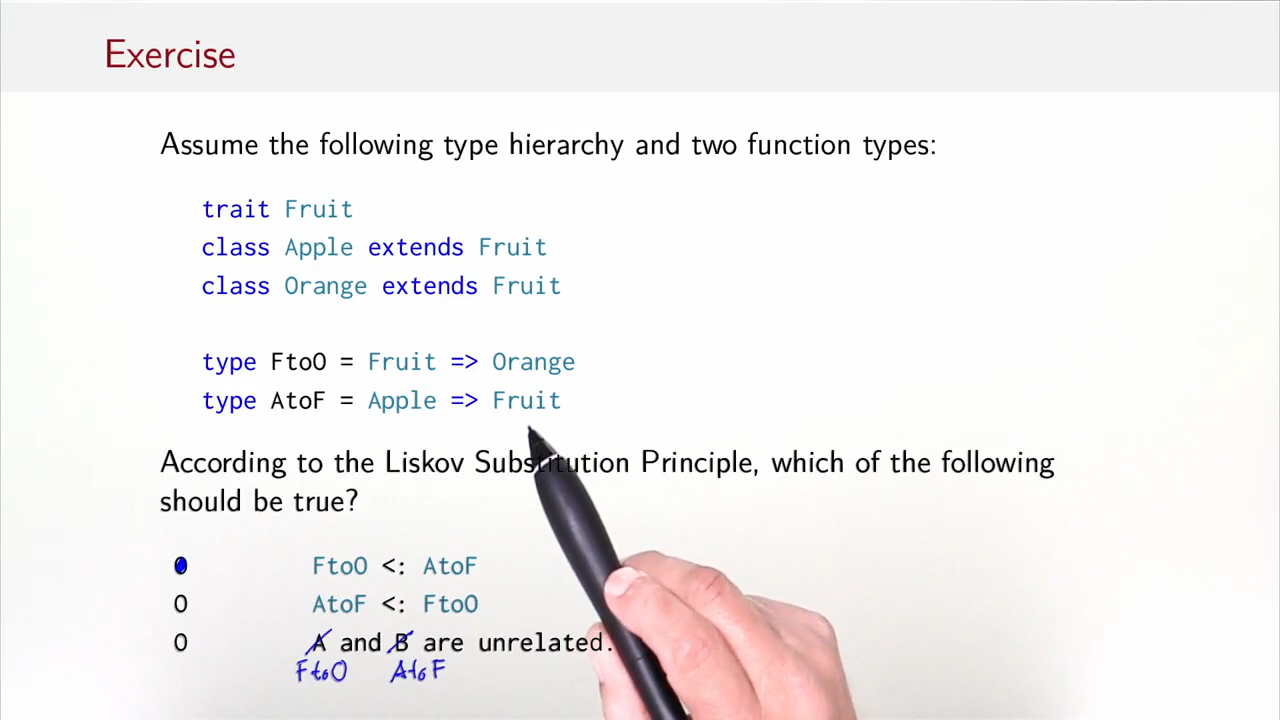 Exercise
Assume the following type hierarchy and two function types:
trait Fruit
class Apple extends Fruit
class Orange extends Fruit
type FtoO = Fruit => Orange
type AtoF = Apple => Fruit
According to the Liskov Substitution Principle, which of the following
should be true?
O FtoO <: AtoF
O AtoF <: FtoO
O A and B are unrelated.
FtoO AtoF